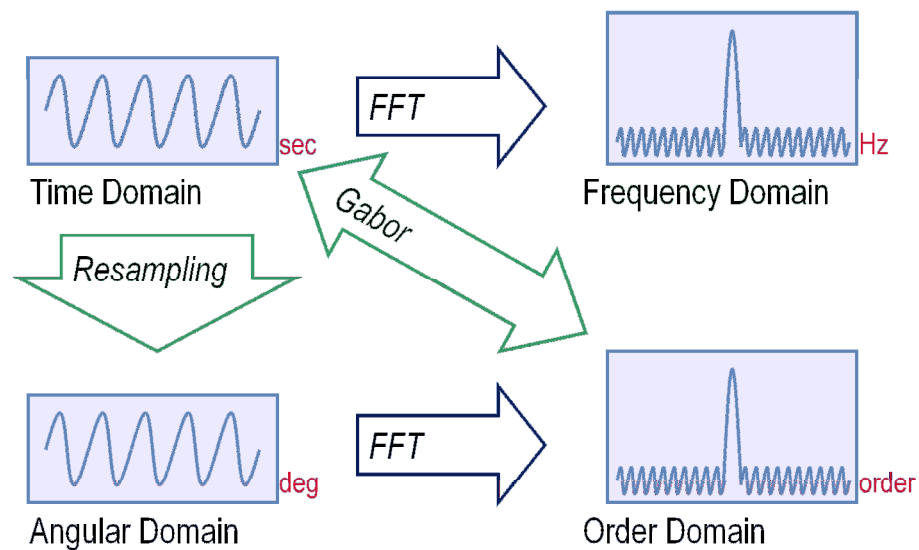 FFT
sec
Hz
Time Domain
Frequency Domain
Gabor
Resampling
FFT
deg
order
Angular Domain
Order Domain